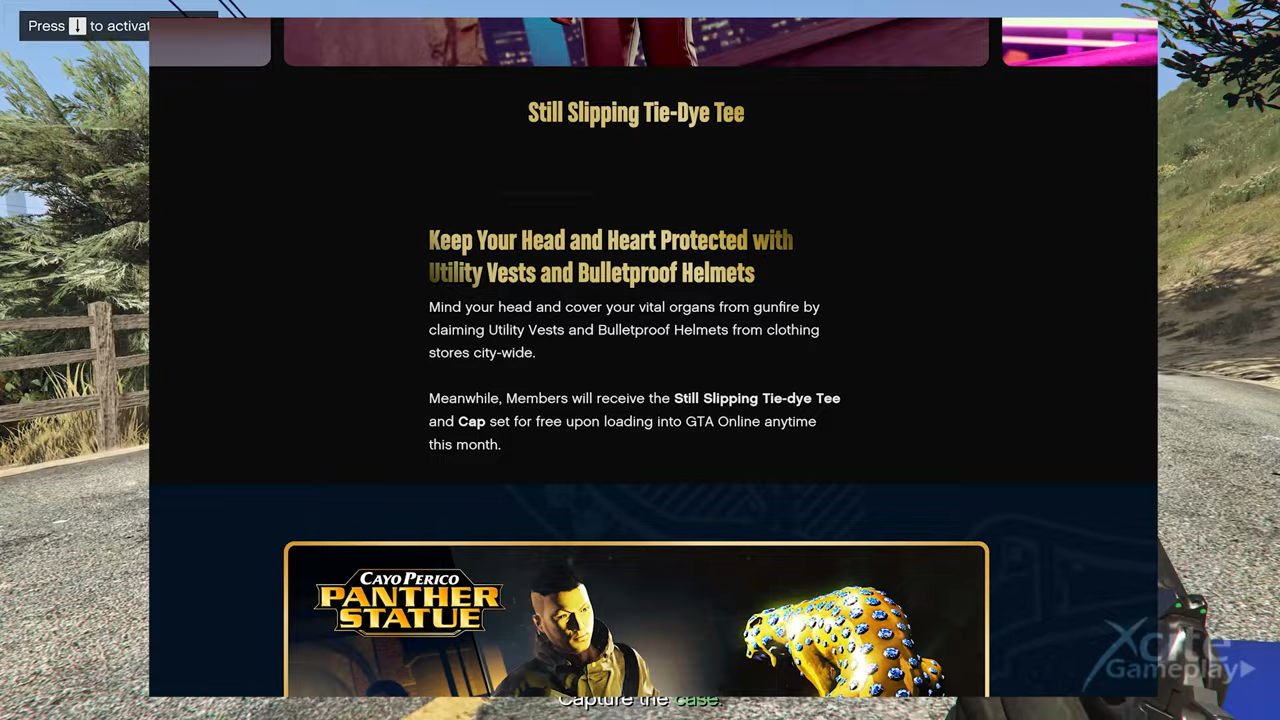 Press ↓ to activat
Still Slipping Tie-Dye Tee
Keep Your Head and Heart Protected with
Utility Vests and Bulletproof Helmets
Mind your head and cover your vital organs from gunfire by
claiming Utility Vests and Bulletproof Helmets from clothing
stores city-wide.
Meanwhile, Members will receive the Still Slipping Tie-dye Tee
and Cap set for free upon loading into GTA Online anytime
this month.
CAYO PERICO
PANTHER
STATUE
Xcite
Gameplay
Capture the case.